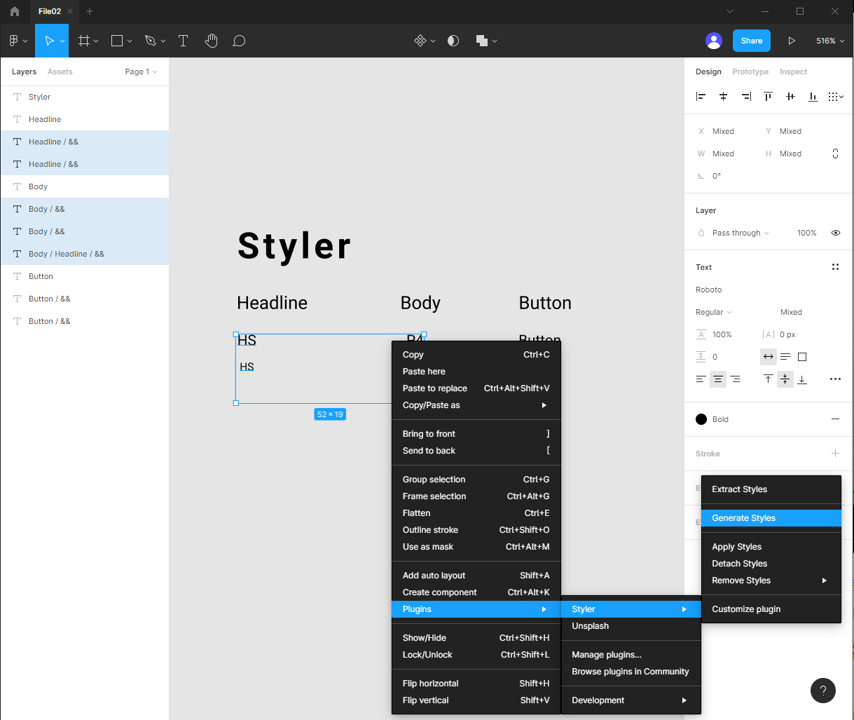 File02
Share
516%
Layers
Assets
Page 1
Styler
Headline
Headline / &&
Headline / &&
Body
Body / &&
Body / &&
Body / Headline / &&
Button
Button / &&
Button / &&
Styler
Headline
Body
Button
HS
Button
HS
52 × 19
Copy Ctrl+C
Paste here
Paste to replace Ctrl+Alt+Shift+V
Copy/Paste as
Bring to front ]
Send to back [
Group selection Ctrl+G
Frame selection Ctrl+Alt+G
Flatten Ctrl+E
Outline stroke Ctrl+Shift+O
Use as mask Ctrl+Alt+M
Add auto layout Shift+A
Create component Ctrl+Alt+K
Plugins
Show/Hide Ctrl+Shift+H
Lock/Unlock Ctrl+Shift+L
Flip horizontal Shift+H
Flip vertical Shift+V
Styler
Unsplash
Manage plugins...
Browse plugins in Community
Development
Extract Styles
Generate Styles
Apply Styles
Detach Styles
Remove Styles
Customize plugin
Design
Prototype
Inspect
X Mixed Y Mixed
W Mixed H Mixed
0°
Layer
Pass through 100%
Text
Roboto
Regular Mixed
100% |A| 0 px
0
Bold
Stroke
?